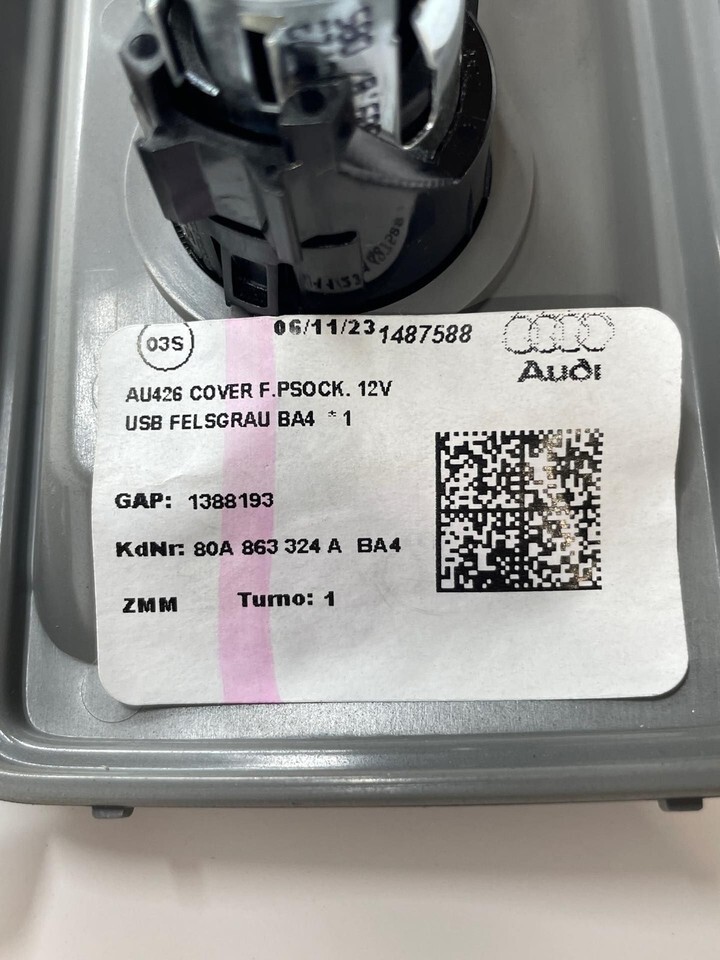 03S
06/11/23
1487588
Audi
AU426 COVER F.PSOCK. 12V
USB FELSGRAU BA4 * 1
GAP: 1388193
KdNr: 80A 863 324 A BA4
ZMM Turno: 1